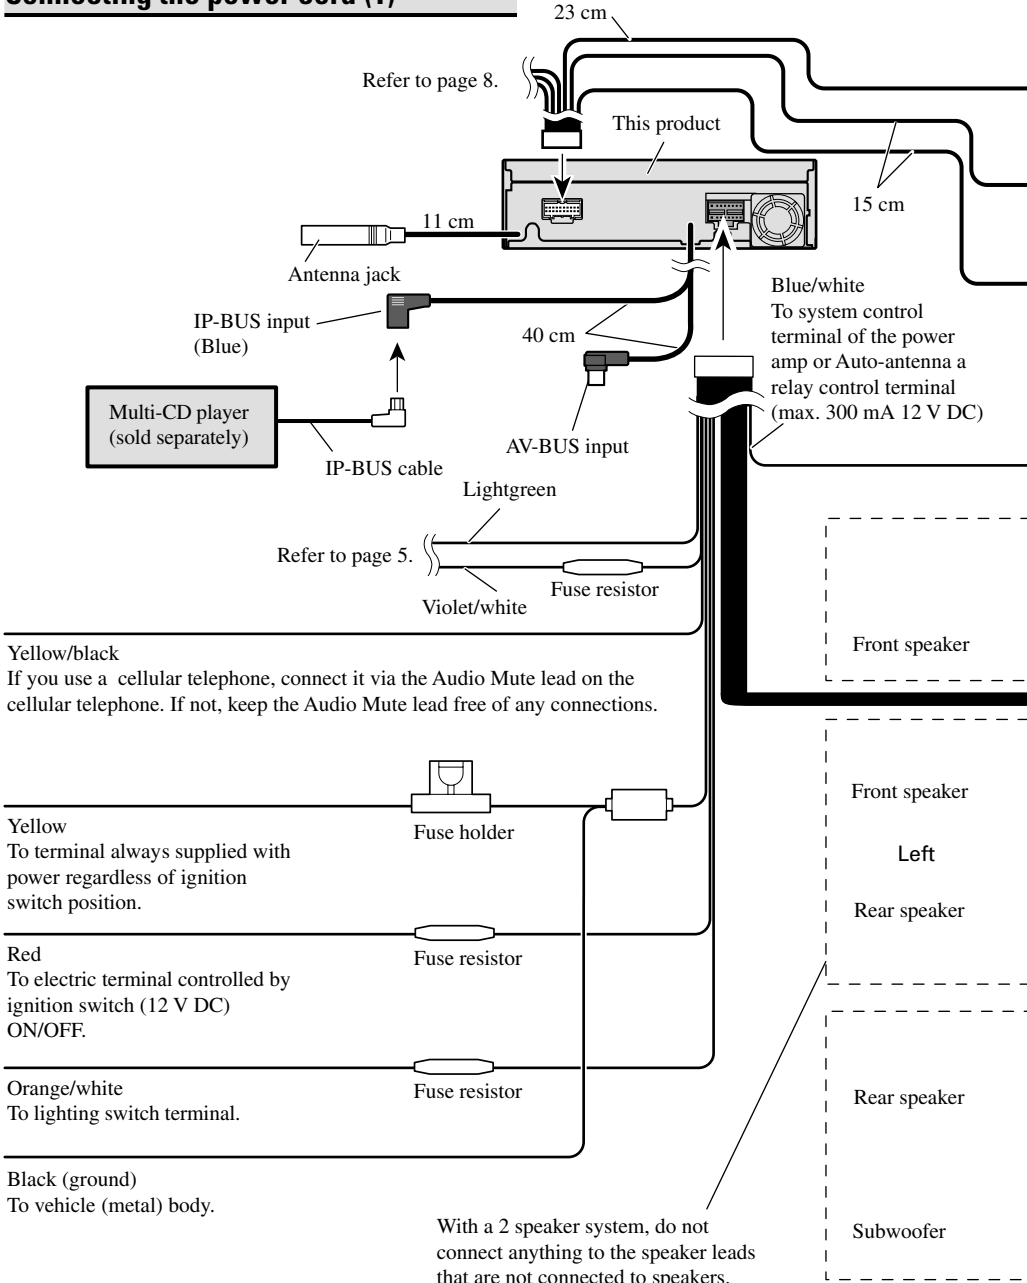 Connecting the power cord (1)
23 cm
Refer to page 8.
This product
15 cm
11 cm
Antenna jack
IP-BUS input
(Blue)
40 cm
Blue/white
To system control
terminal of the power
amp or Auto-antenna a
relay control terminal
(max. 300 mA 12 V DC)
Multi-CD player
(sold separately)
AV-BUS input
IP-BUS cable
Lightgreen
Refer to page 5.
Fuse resistor
Violet/white
Front speaker
Yellow/black
If you use a cellular telephone, connect it via the Audio Mute lead on the
cellular telephone. If not, keep the Audio Mute lead free of any connections.
Front speaker
Yellow
To terminal always supplied with
power regardless of ignition
switch position.
Fuse holder
Left
Rear speaker
Red
To electric terminal controlled by
ignition switch (12 V DC)
ON/OFF.
Fuse resistor
Orange/white
To lighting switch terminal.
Fuse resistor
Rear speaker
Black (ground)
To vehicle (metal) body.
With a 2 speaker system, do not
connect anything to the speaker leads
that are not connected to speakers.
Subwoofer